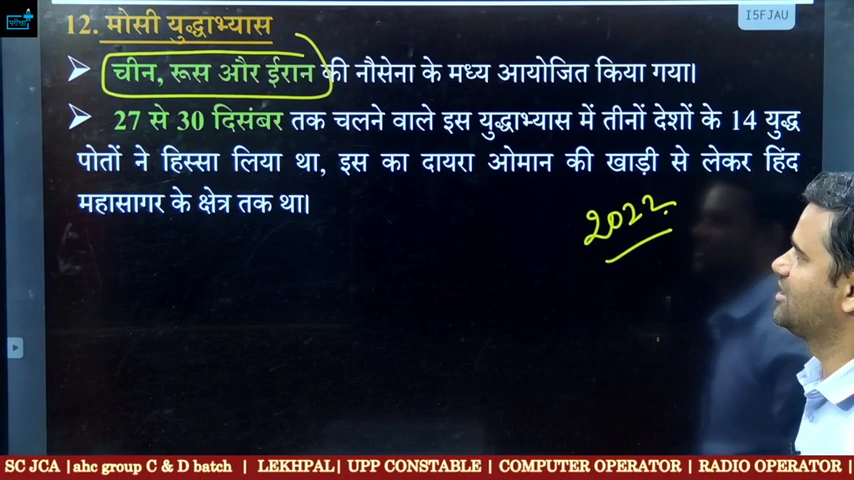 परीक्षा
I5FJAU
12. मोसी युद्धाभ्यास
चीन, रूस और ईरान की नौसेना के मध्य आयोजित किया गया।
27 से 30 दिसंबर तक चलने वाले इस युद्धाभ्यास में तीनों देशों के 14 युद्ध
पोतों ने हिस्सा लिया था, इस का दायरा ओमान की खाड़ी से लेकर हिंद
महासागर के क्षेत्र तक था।
2022
SC JCA |ahc group C & D batch | LEKHPAL| UPP CONSTABLE | COMPUTER OPERATOR | RADIO OPERATOR |